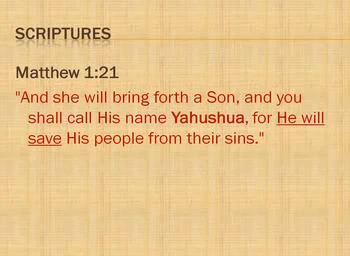 SCRIPTURES
Matthew 1:21
"And she will bring forth a Son, and you
shall call His name Yahushua, for He will
save His people from their sins."